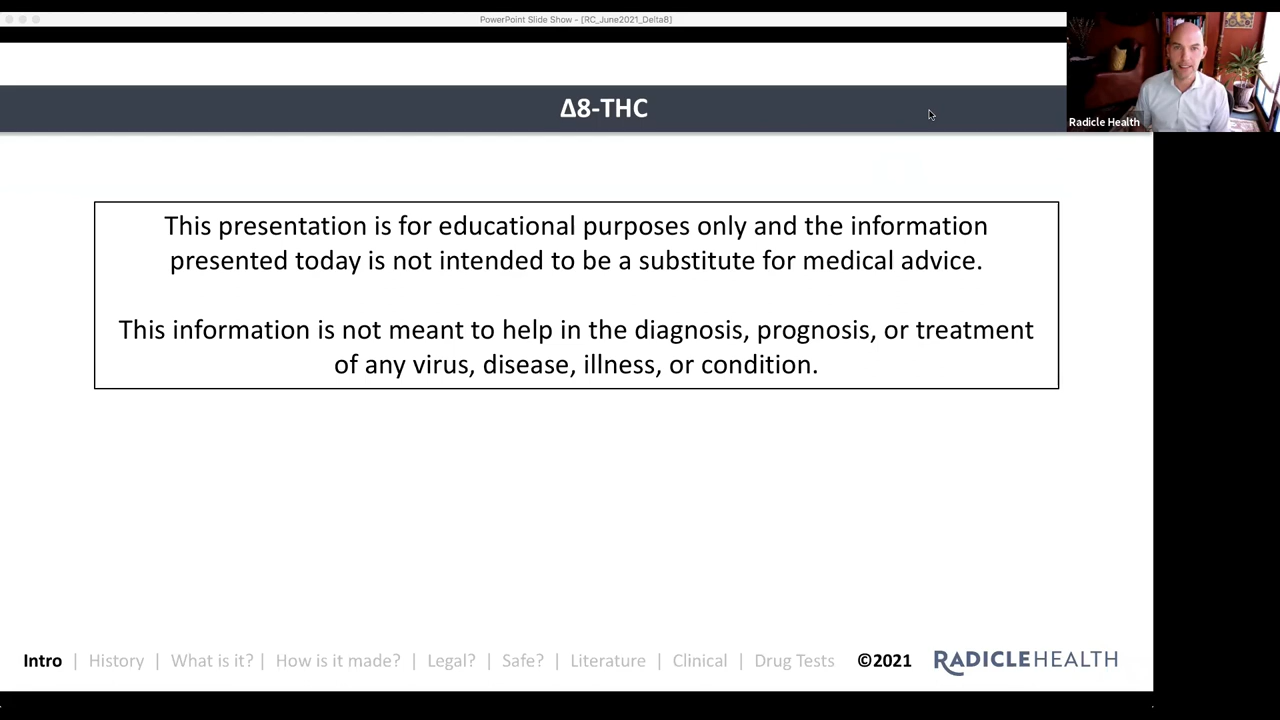 PowerPoint Slide Show - [RC_June2021_Delta8]
Δ8-THC
Radicle Health
This presentation is for educational purposes only and the information
presented today is not intended to be a substitute for medical advice.
This information is not meant to help in the diagnosis, prognosis, or treatment
of any virus, disease, illness, or condition.
Intro | History | What is it? | How is it made? | Legal? | Safe? | Literature | Clinical | Drug Tests ©2021 RADICLEHEALTH